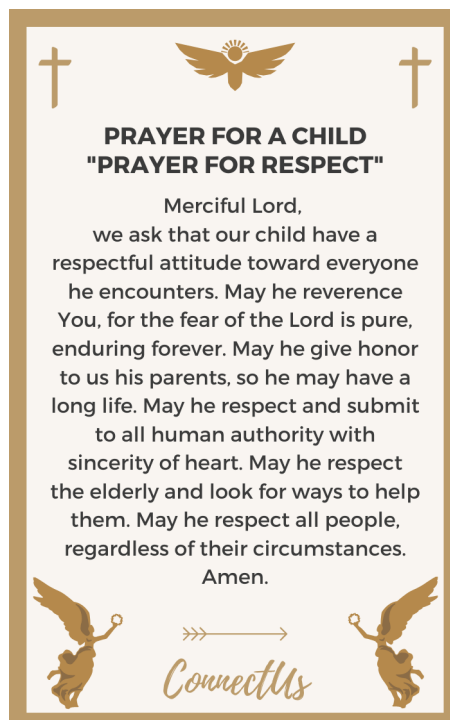 PRAYER FOR A CHILD
"PRAYER FOR RESPECT"
Merciful Lord,
we ask that our child have a
respectful attitude toward everyone
he encounters. May he reverence
You, for the fear of the Lord is pure,
enduring forever. May he give honor
to us his parents, so he may have a
long life. May he respect and submit
to all human authority with
sincerity of heart. May he respect
the elderly and look for ways to help
them. May he respect all people,
regardless of their circumstances.
Amen.
ConnectUs